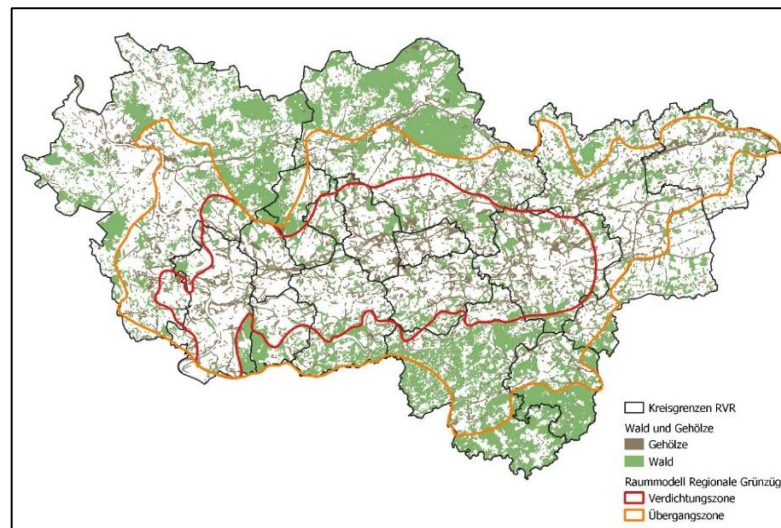 Kreisgrenzen RVR
Wald und Gehölze
Gehölze
Wald
Raummodell Regionale Grünzüg
Verdichtungszone
Übergangszone